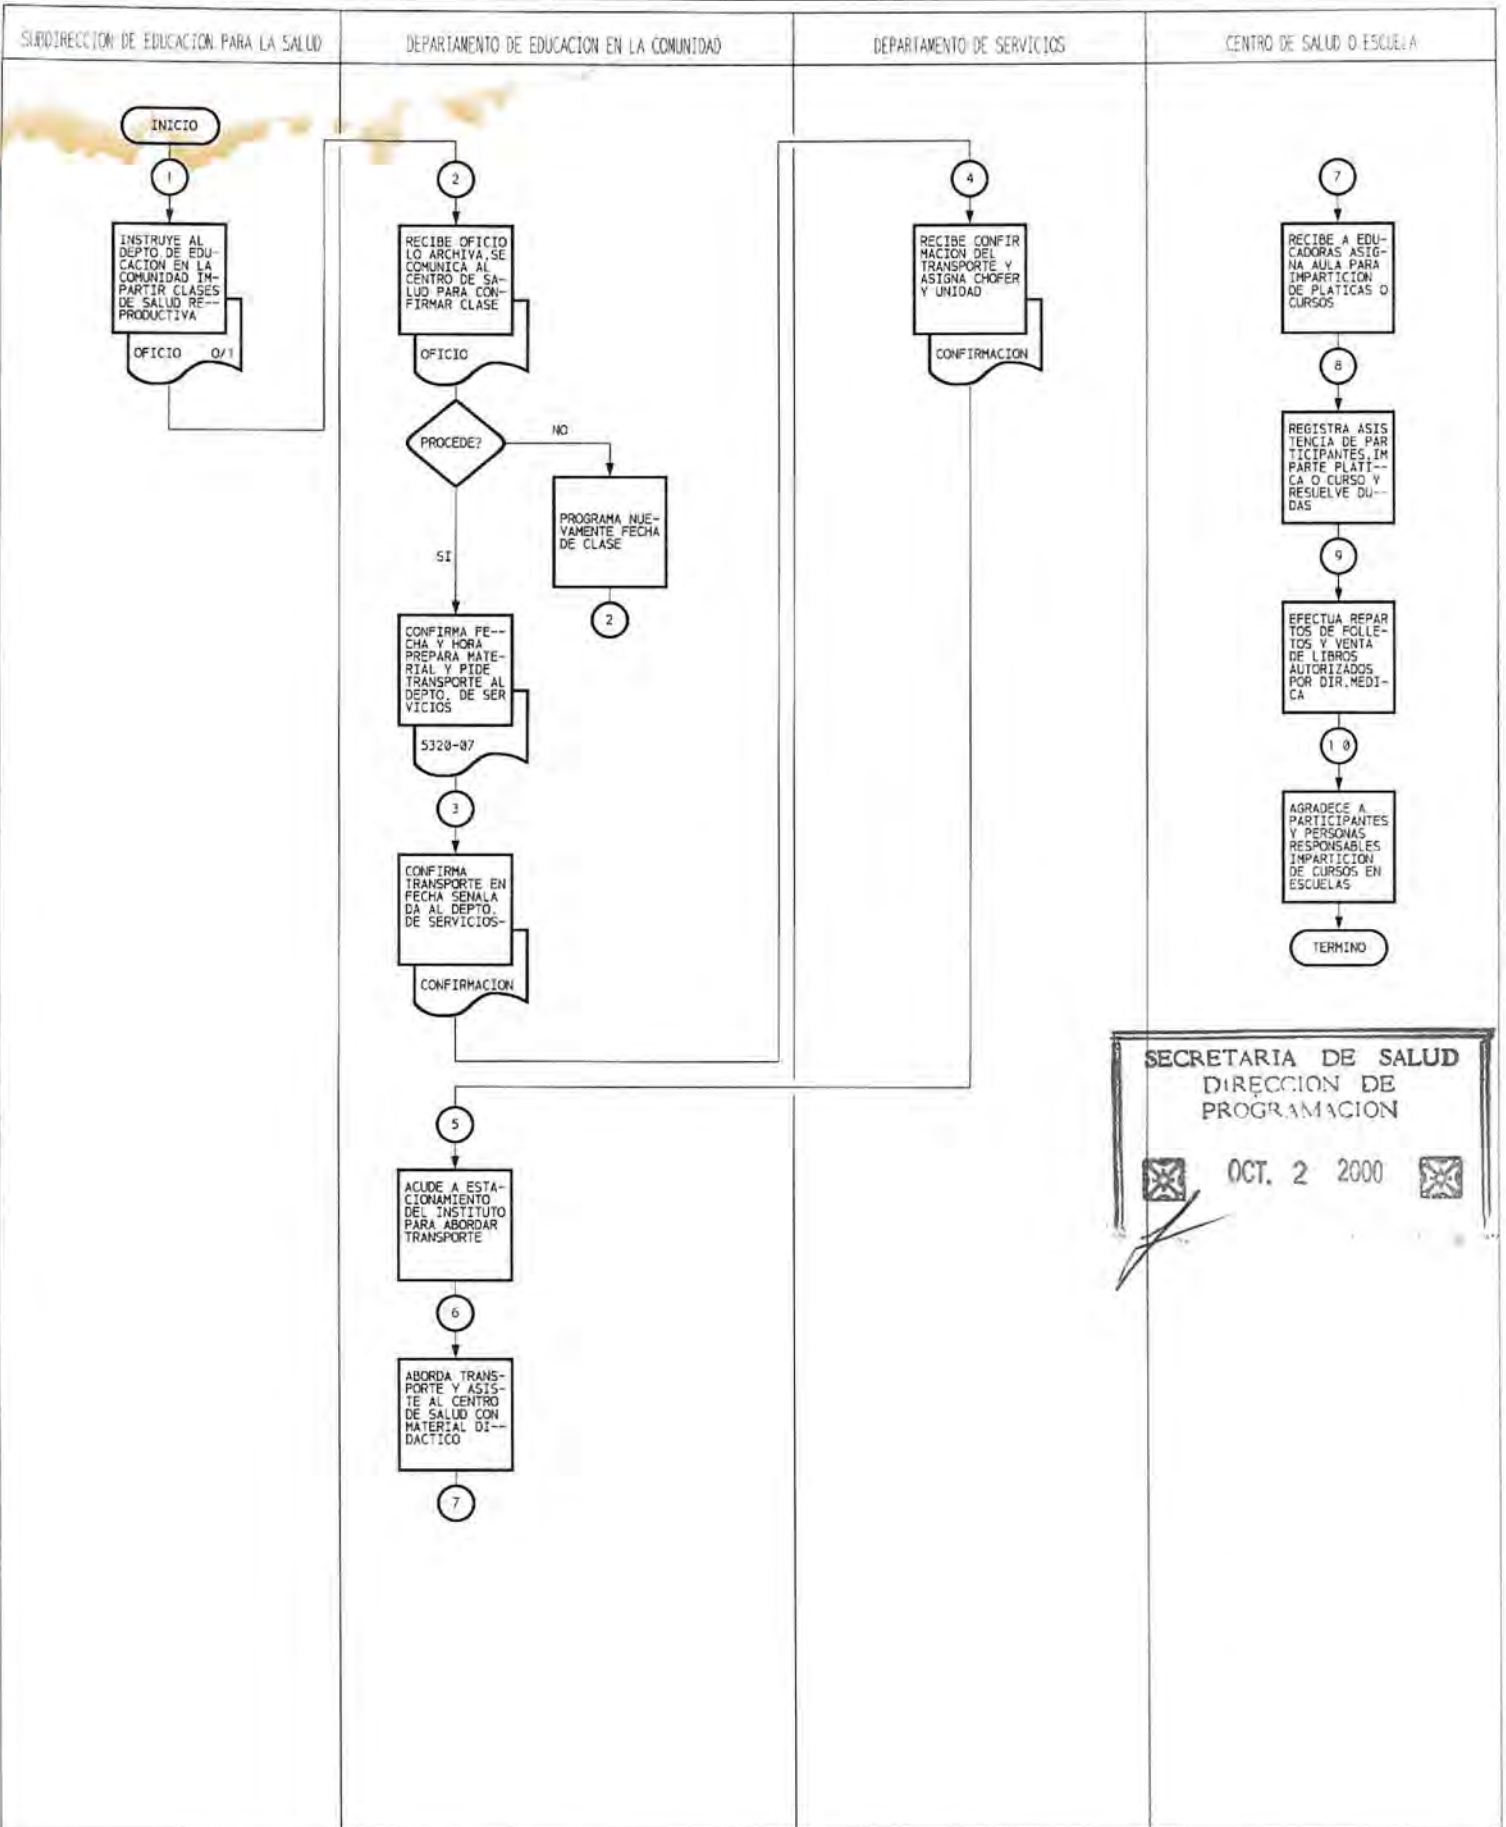 SUBDIRECCION DE EDUCACION PARA LA SALUD
DEPARTAMENTO DE EDUCACION EN LA COMUNIDAD
DEPARTAMENTO DE SERVICIOS
CENTRO DE SALUD O ESCUELA
INICIO
1
INSTRUYE AL
DEPTO.DE EDU-
CACION EN LA
COMUNIDAD IM-
PARTIR CLASES
DE SALUD RE--
PRODUCTIVA
OFICIO 0/1
2
RECIBE OFICIO
LO ARCHIVA,SE
COMUNICA AL
CENTRO DE SA-
LUD PARA CON-
FIRMAR CLASE
OFICIO
PROCEDE?
NO
PROGRAMA NUE-
VAMENTE FECHA
DE CLASE
2
SI
CONFIRMA FE--
CHA Y HORA
PREPARA MATE-
RIAL Y PIDE
TRANSPORTE AL
DEPTO. DE SER
VICIOS
5320-07
3
CONFIRMA
TRANSPORTE EN
FECHA SENALA
DA AL DEPTO.
DE SERVICIOS-
CONFIRMACION
4
RECIBE CONFIR
MACION DEL
TRANSPORTE Y
ASIGNA CHOFER
Y UNIDAD
CONFIRMACION
5
ACUDE A ESTA-
CIONAMIENTO
DEL INSTITUTO
PARA ABORDAR
TRANSPORTE
6
ABORDA TRANS-
PORTE Y ASIS-
TE AL CENTRO
DE SALUD CON
MATERIAL DI--
DACTICO
7
7
RECIBE A EDU-
CADORAS ASIG-
NA AULA PARA
IMPARTICION
DE PLATICAS O
CURSOS
8
REGISTRA ASIS
TENCIA DE PAR
TICIPANTES,IM
PARTE PLATI--
CA O CURSO Y
RESUELVE DU--
DAS
9
EFECTUA REPAR
TOS DE FOLLE-
TOS Y VENTA
DE LIBROS
AUTORIZADOS
POR DIR.MEDI-
CA
1 0
AGRADECE A
PARTICIPANTES
Y PERSONAS
RESPONSABLES
IMPARTICION
DE CURSOS EN
ESCUELAS
TERMINO
SECRETARIA DE SALUD
DIRECCION DE
PROGRAMACION
OCT. 2 2000